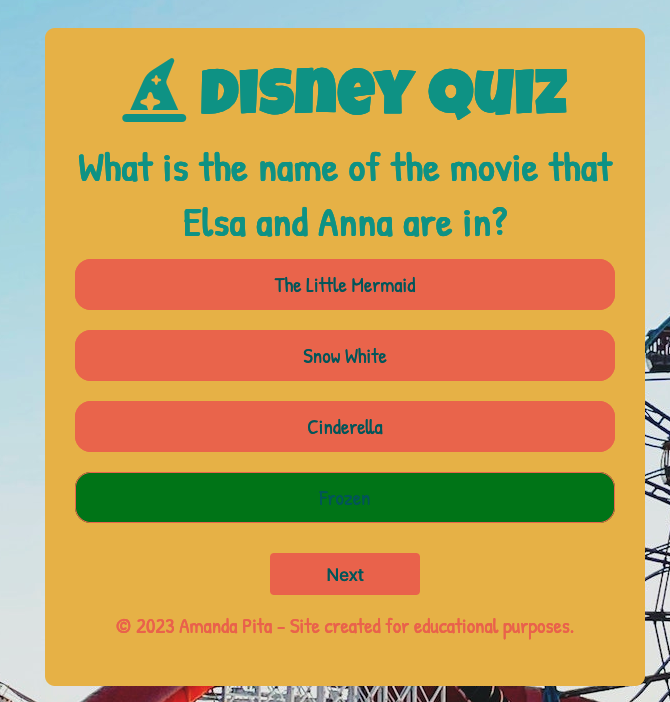 Disney Quiz
What is the name of the movie that
Elsa and Anna are in?
The Little Mermaid
Snow White
Cinderella
Frozen
Next
© 2023 Amanda Pita - Site created for educational purposes.